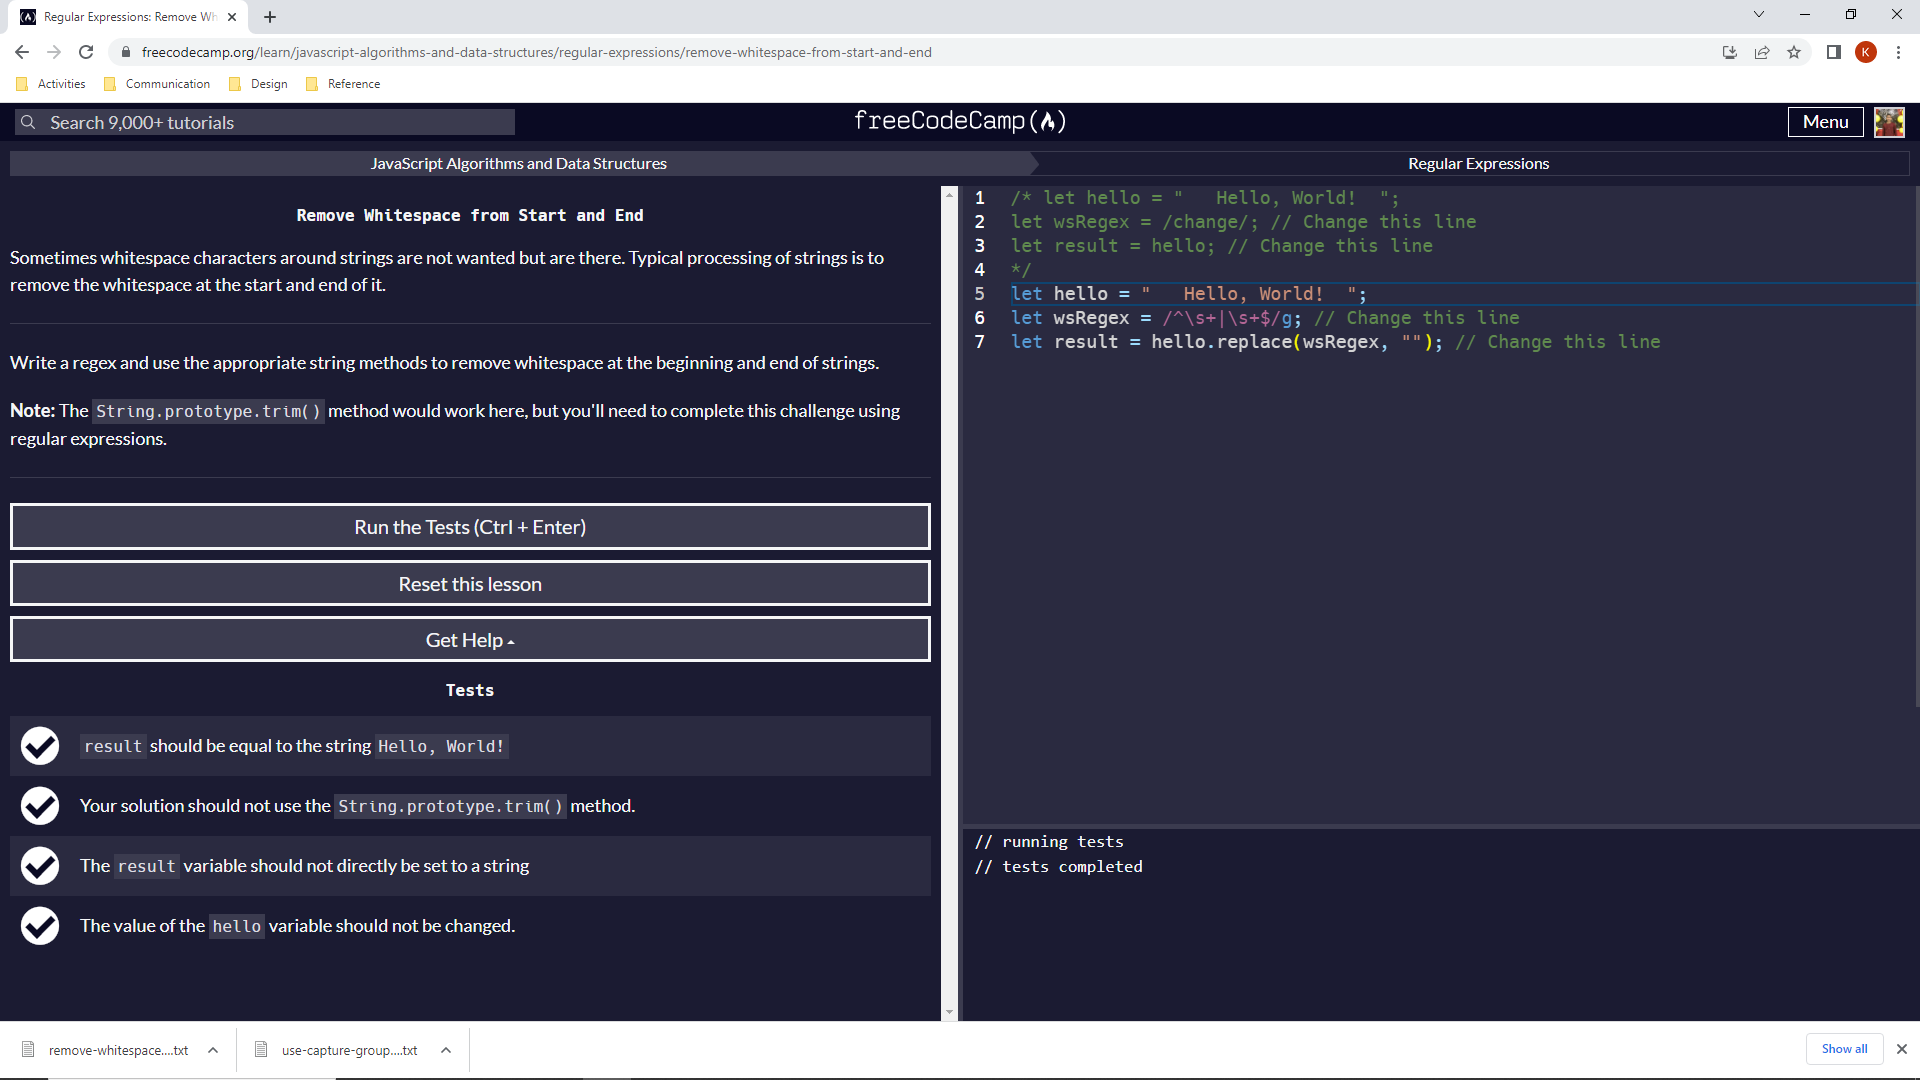 Regular Expressions: Remove Wh
freecodecamp.org/learn/javascript-algorithms-and-data-structures/regular-expressions/remove-whitespace-from-start-and-end
K
Activities
Communication
Design
Reference
Search 9,000+ tutorials
freeCodeCamp
Menu
JavaScript Algorithms and Data Structures
Regular Expressions
Remove Whitespace from Start and End
Sometimes whitespace characters around strings are not wanted but are there. Typical processing of strings is to
remove the whitespace at the start and end of it.
Write a regex and use the appropriate string methods to remove whitespace at the beginning and end of strings.
Note: The String.prototype.trim() method would work here, but you'll need to complete this challenge using
regular expressions.
Run the Tests (Ctrl + Enter)
Reset this lesson
Get Help
Tests
result should be equal to the string Hello, World!
Your solution should not use the String.prototype.trim() method.
The result variable should not directly be set to a string
The value of the hello variable should not be changed.
1 /* let hello = "   Hello, World!  ";
2 let wsRegex = /change/; // Change this line
3 let result = hello; // Change this line
4 */
5 let hello = "   Hello, World!  ";
6 let wsRegex = /^\s+|\s+$/g; // Change this line
7 let result = hello.replace(wsRegex, ""); // Change this line
// running tests
// tests completed
remove-whitespace....txt
use-capture-group....txt
Show all